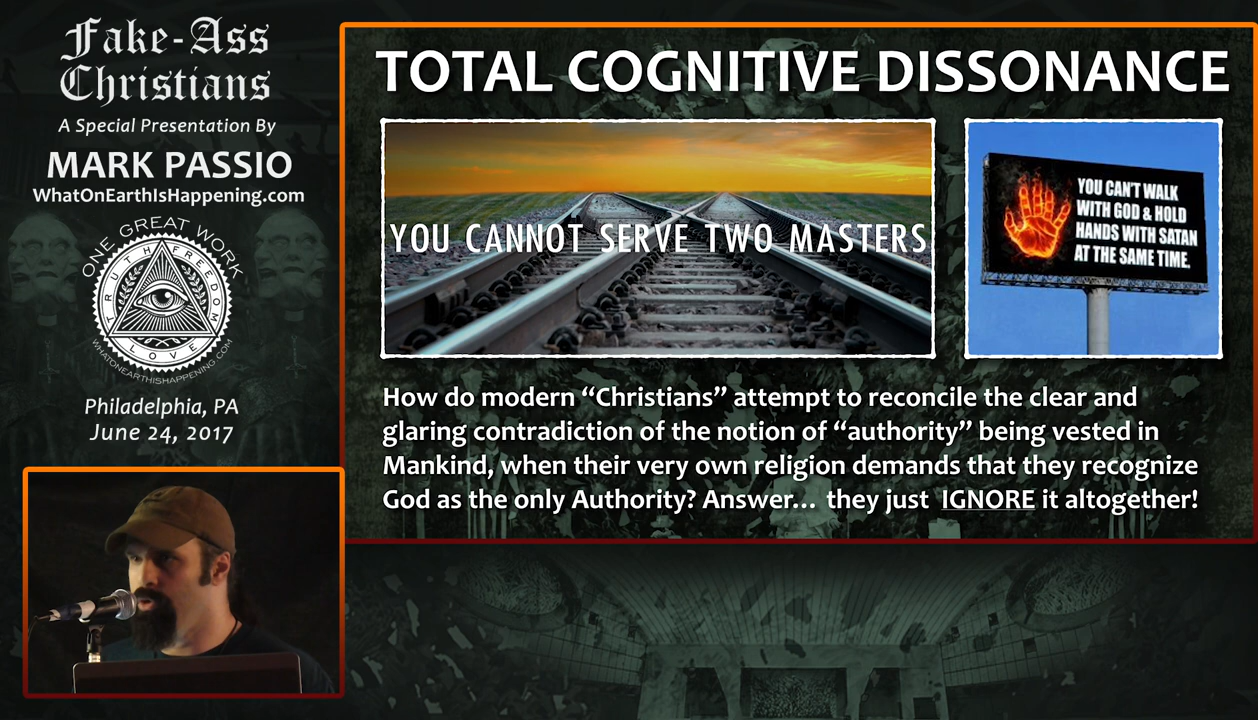 Fake-Ass
Christians
A Special Presentation By
MARK PASSIO
WhatOnEarthIsHappening.com
ONE GREAT WORK
TRUTH FREEDOM
LOVE
WHATONEARTHISHAPPENING.COM
Philadelphia, PA
June 24, 2017
TOTAL COGNITIVE DISSONANCE
YOU CANNOT SERVE TWO MASTERS
YOU CAN'T WALK
WITH GOD & HOLD
HANDS WITH SATAN
AT THE SAME TIME.
How do modern “Christians” attempt to reconcile the clear and
glaring contradiction of the notion of “authority” being vested in
Mankind, when their very own religion demands that they recognize
God as the only Authority? Answer... they just IGNORE it altogether!